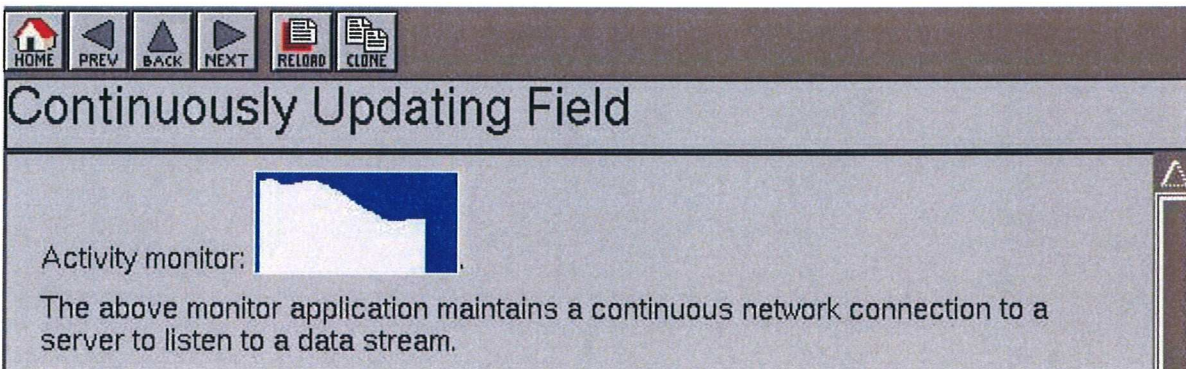 HOME PREV BACK NEXT RELOAD CLONE
Continuously Updating Field
Activity monitor: .
The above monitor application maintains a continuous network connection to a
server to listen to a data stream.